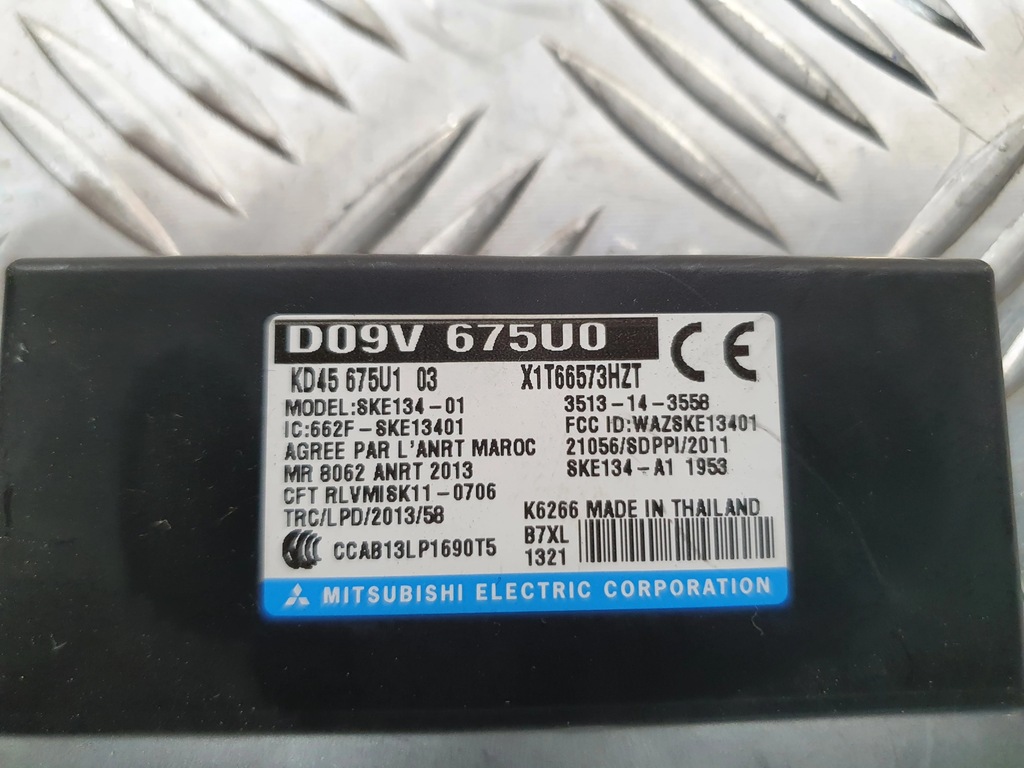 D09V 675U0
CE
KD45 675U1 03 X1T66573HZT
MODEL:SKE134-01 3513-14-3558
IC:662F-SKE13401 FCC ID:WAZSKE13401
AGREE PAR L'ANRT MAROC 21056/SDPPI/2011
MR 8062 ANRT 2013 SKE134-A1 1953
CFT RLVMISK11-0706
TRC/LPD/2013/58 K6266 MADE IN THAILAND
CCC CCAB13LP1690T5 B7XL
1321
MITSUBISHI ELECTRIC CORPORATION